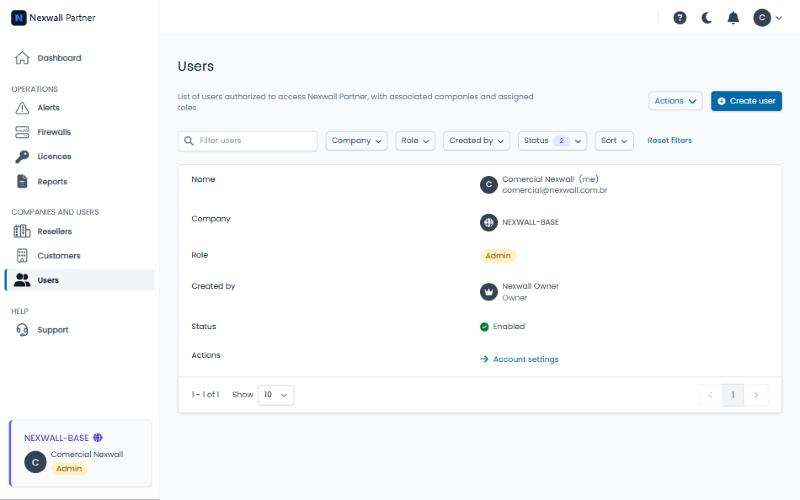 Nexwall Partner
Dashboard
OPERATIONS
Alerts
Firewalls
Licences
Reports
COMPANIES AND USERS
Resellers
Customers
Users
HELP
Support
NEXWALL-BASE
C
Comercial Nexwall
Admin
C
Users
List of users authorized to access Nexwall Partner, with associated companies and assigned
roles.
Actions
Create user
Filter users
Company
Role
Created by
Status 2
Sort
Reset filters
Name
C
Comercial Nexwall (me)
comercial@nexwall.com.br
Company
NEXWALL-BASE
Role
Admin
Created by
Nexwall Owner
Owner
Status
Enabled
Actions
Account settings
1 - 1 of 1
Show
10
1